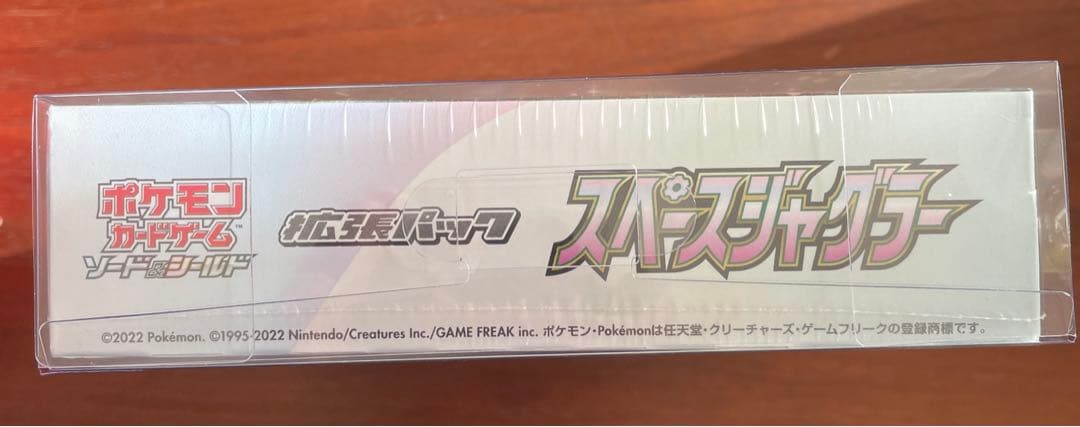 ポケモン
カードゲーム™
ソード&シールド
拡張パック
スペースジャグラー
©2022 Pokémon. ©1995-2022 Nintendo/Creatures Inc./GAME FREAK inc. ポケモン・Pokémonは任天堂・クリーチャーズ・ゲームフリークの登録商標です。